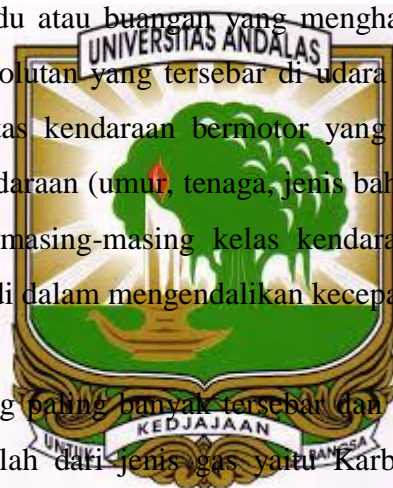 du atau buangan yang mengha
UNIVERSITAS ANDALAS
olutan yang tersebar di udara
tas kendaraan bermotor yang
daraan (umur, tenaga, jenis bah
masing-masing kelas kendara
di dalam mengendalikan kecepa
g paling banyak tersebar dan
KEDJAJAAN
UNTUK BANGSA
lah dari jenis gas yaitu Karb